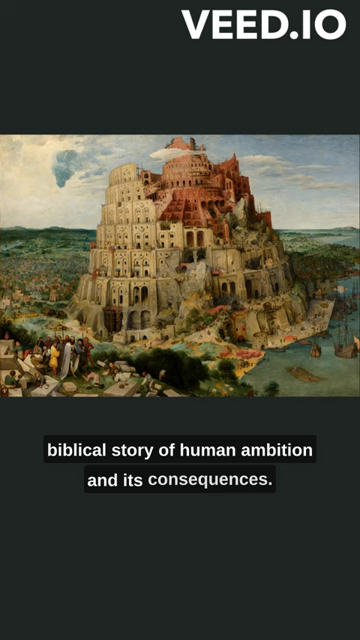 VEED.IO
biblical story of human ambition
and its consequences.